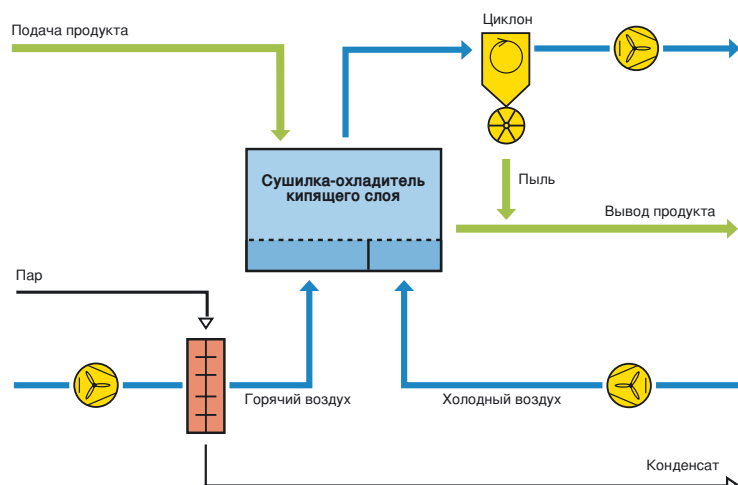 Циклон
Подача продукта
Сушилка-охладитель
кипящего слоя
Пыль
Вывод продукта
Пар
Горячий воздух
Холодный воздух
Конденсат